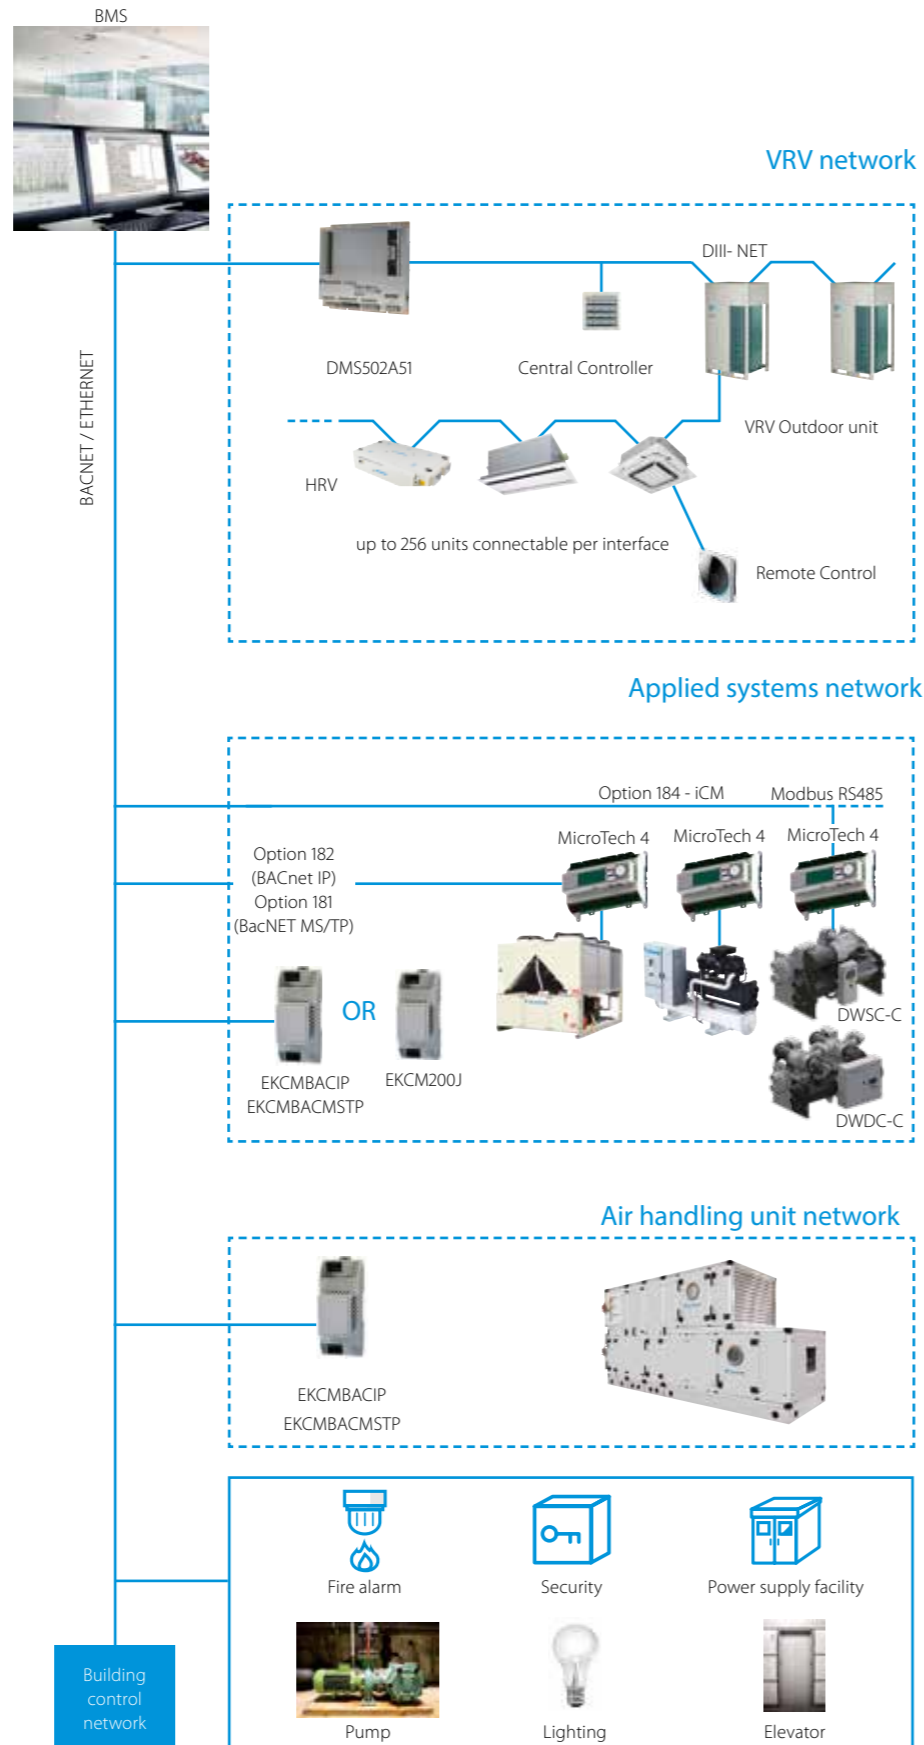 BMS
VRV network
DIII- NET
DMS502A51
Central Controller
VRV Outdoor unit
HRV
up to 256 units connectable per interface
Remote Control
BACNET / ETHERNET
Applied systems network
Option 184 - iCM
Modbus RS485
MicroTech 4
MicroTech 4
MicroTech 4
Option 182
(BACnet IP)
Option 181
(BacNET MS/TP)
OR
DWSC-C
EKCMBACIP
EKCMBACMSTP
EKCM200J
DWDC-C
Air handling unit network
EKCMBACIP
EKCMBACMSTP
Fire alarm
Security
Power supply facility
Building
control
network
Pump
Lighting
Elevator